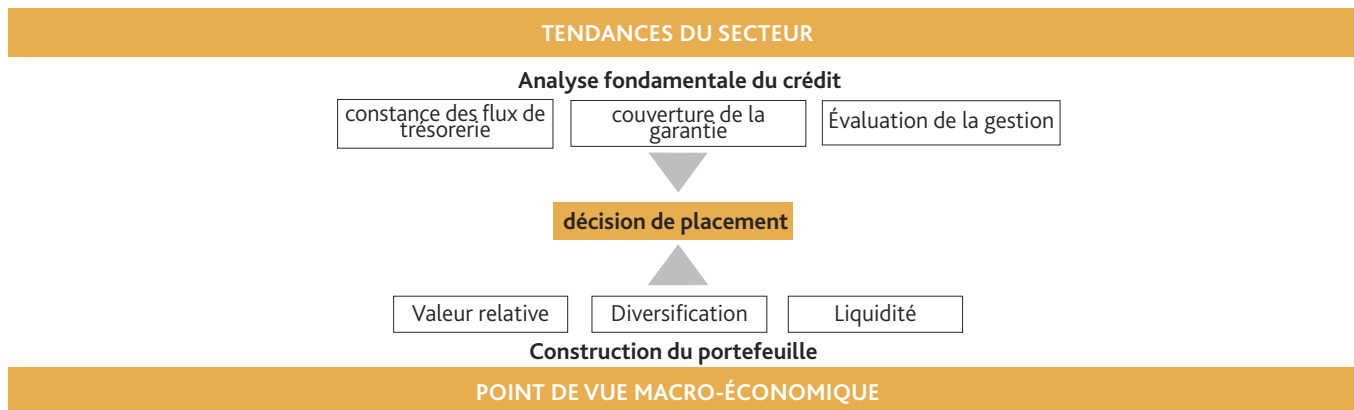 TENDANCES DU SECTEUR
Analyse fondamentale du crédit
constance des flux de
trésorerie
couverture de la
garantie
Évaluation de la gestion
décision de placement
Valeur relative
Diversification
Liquidité
Construction du portefeuille
POINT DE VUE MACRO-ÉCONOMIQUE